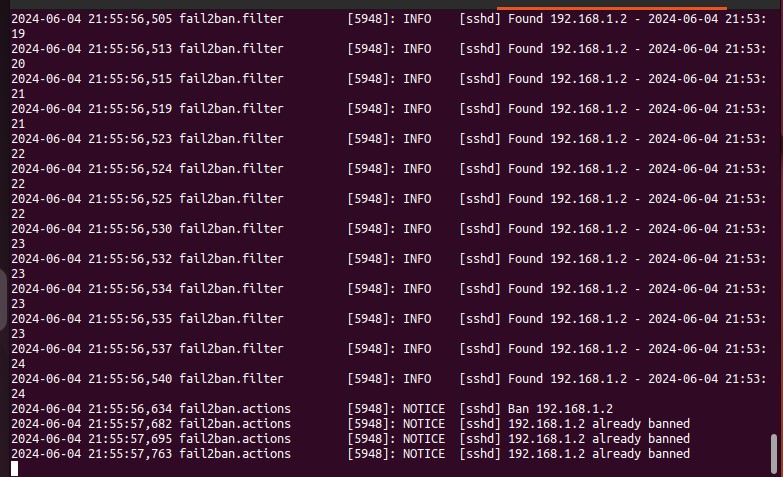 2024-06-04 21:55:56,505 fail2ban.filter         [5948]: INFO    [sshd] Found 192.168.1.2 - 2024-06-04 21:53:
19
2024-06-04 21:55:56,513 fail2ban.filter         [5948]: INFO    [sshd] Found 192.168.1.2 - 2024-06-04 21:53:
20
2024-06-04 21:55:56,515 fail2ban.filter         [5948]: INFO    [sshd] Found 192.168.1.2 - 2024-06-04 21:53:
21
2024-06-04 21:55:56,519 fail2ban.filter         [5948]: INFO    [sshd] Found 192.168.1.2 - 2024-06-04 21:53:
21
2024-06-04 21:55:56,523 fail2ban.filter         [5948]: INFO    [sshd] Found 192.168.1.2 - 2024-06-04 21:53:
22
2024-06-04 21:55:56,524 fail2ban.filter         [5948]: INFO    [sshd] Found 192.168.1.2 - 2024-06-04 21:53:
22
2024-06-04 21:55:56,525 fail2ban.filter         [5948]: INFO    [sshd] Found 192.168.1.2 - 2024-06-04 21:53:
22
2024-06-04 21:55:56,530 fail2ban.filter         [5948]: INFO    [sshd] Found 192.168.1.2 - 2024-06-04 21:53:
23
2024-06-04 21:55:56,532 fail2ban.filter         [5948]: INFO    [sshd] Found 192.168.1.2 - 2024-06-04 21:53:
23
2024-06-04 21:55:56,534 fail2ban.filter         [5948]: INFO    [sshd] Found 192.168.1.2 - 2024-06-04 21:53:
23
2024-06-04 21:55:56,535 fail2ban.filter         [5948]: INFO    [sshd] Found 192.168.1.2 - 2024-06-04 21:53:
23
2024-06-04 21:55:56,537 fail2ban.filter         [5948]: INFO    [sshd] Found 192.168.1.2 - 2024-06-04 21:53:
24
2024-06-04 21:55:56,540 fail2ban.filter         [5948]: INFO    [sshd] Found 192.168.1.2 - 2024-06-04 21:53:
24
2024-06-04 21:55:56,634 fail2ban.actions        [5948]: NOTICE  [sshd] Ban 192.168.1.2
2024-06-04 21:55:57,682 fail2ban.actions        [5948]: NOTICE  [sshd] 192.168.1.2 already banned
2024-06-04 21:55:57,695 fail2ban.actions        [5948]: NOTICE  [sshd] 192.168.1.2 already banned
2024-06-04 21:55:57,763 fail2ban.actions        [5948]: NOTICE  [sshd] 192.168.1.2 already banned